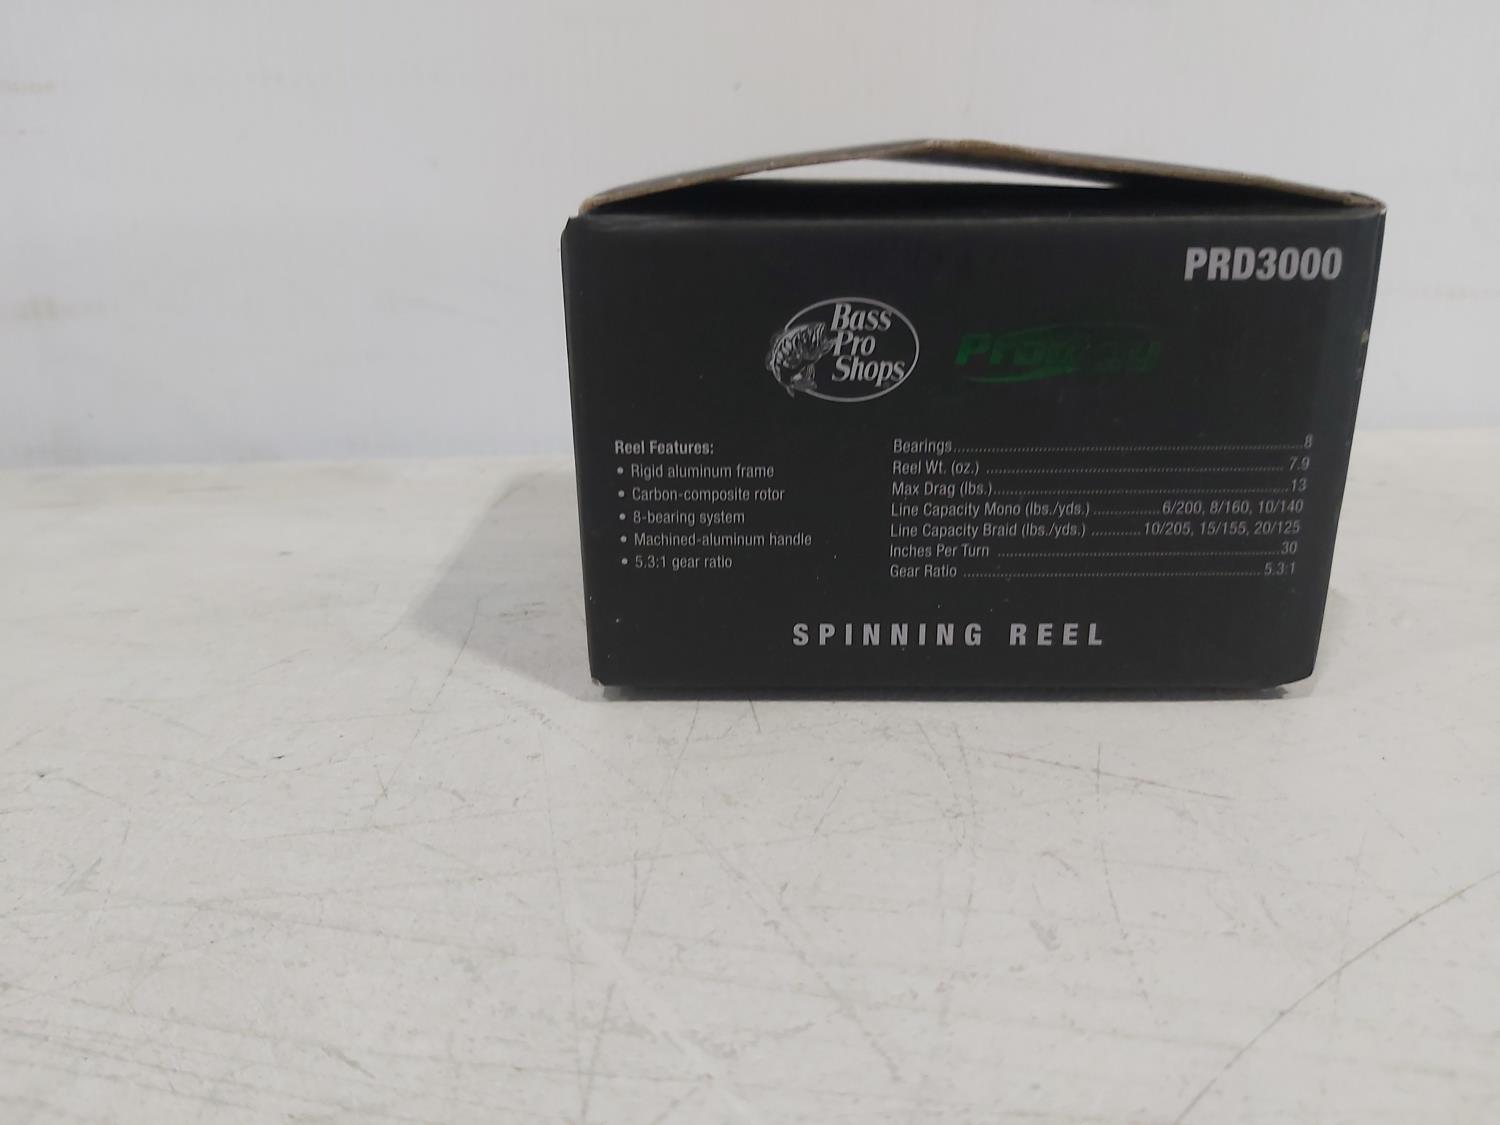 PRD3000
Bass
Pro
Shops
Prodigy
Reel Features:
• Rigid aluminum frame
• Carbon-composite rotor
• 8-bearing system
• Machined-aluminum handle
• 5.3:1 gear ratio
Bearings........................................8
Reel Wt. (oz.) ........................................7.9
Max Drag (lbs.)........................................13
Line Capacity Mono (lbs./yds.) ...............6/200, 8/160, 10/140
Line Capacity Braid (lbs./yds.) ............10/205, 15/155, 20/125
Inches Per Turn ........................................30
Gear Ratio ........................................5.3:1
SPINNING REEL